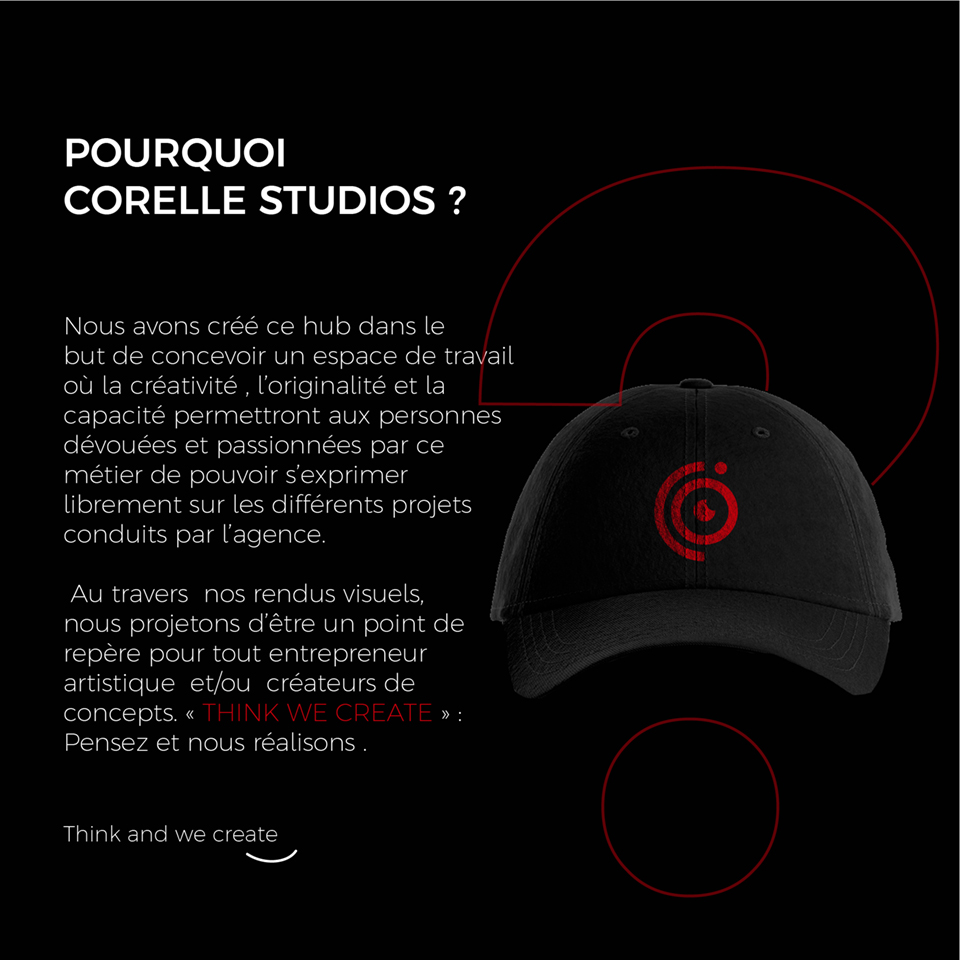 POURQUOI
CORELLE STUDIOS ?
Nous avons créé ce hub dans le
but de concevoir un espace de travail
où la créativité , l’originalité et la
capacité permettront aux personnes
dévouées et passionnées par ce
métier de pouvoir s’exprimer
librement sur les différents projets
conduits par l’agence.
Au travers  nos rendus visuels,
nous projetons d’être un point de
repère pour tout entrepreneur
artistique  et/ou  créateurs de
concepts. « THINK WE CREATE » :
Pensez et nous réalisons .
Think and we create